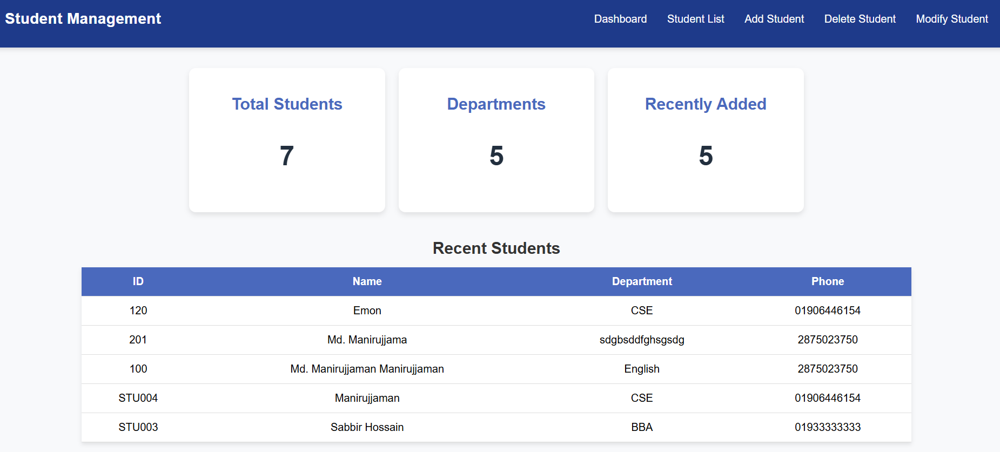 Student Management
Dashboard Student List Add Student Delete Student Modify Student
Total Students Departments Recently Added
7 5 5
Recent Students
ID Name Department Phone
120 Emon CSE 01906446154
201 Md. Manirujjama sdgbsddfghsgsdg 2875023750
100 Md. Manirujjaman Manirujjaman English 2875023750
STU004 Manirujjaman CSE 01906446154
STU003 Sabbir Hossain BBA 01933333333